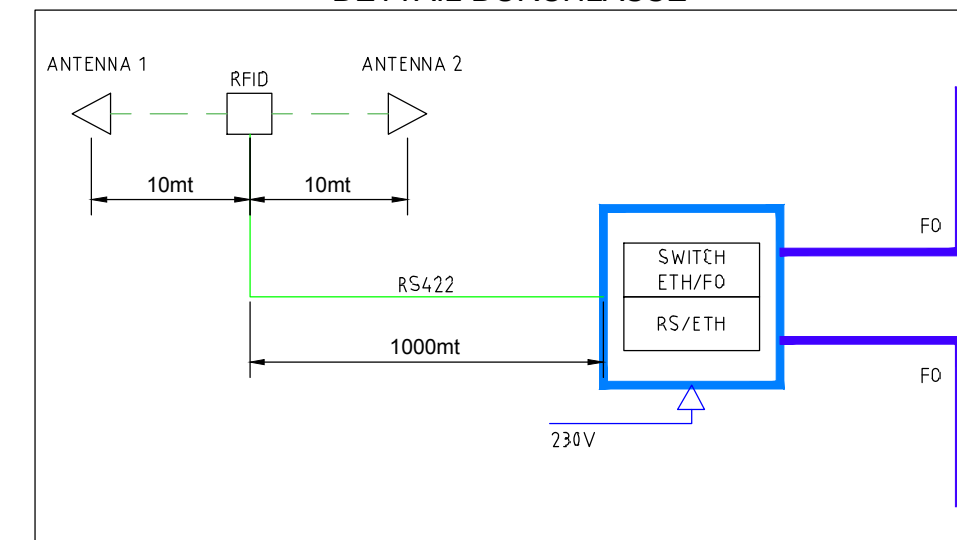 ANTENNA 1
RFID
ANTENNA 2
10mt
10mt
FO
SWITCH
ETH/FO
RS422
RS/ETH
1000mt
FO
230V